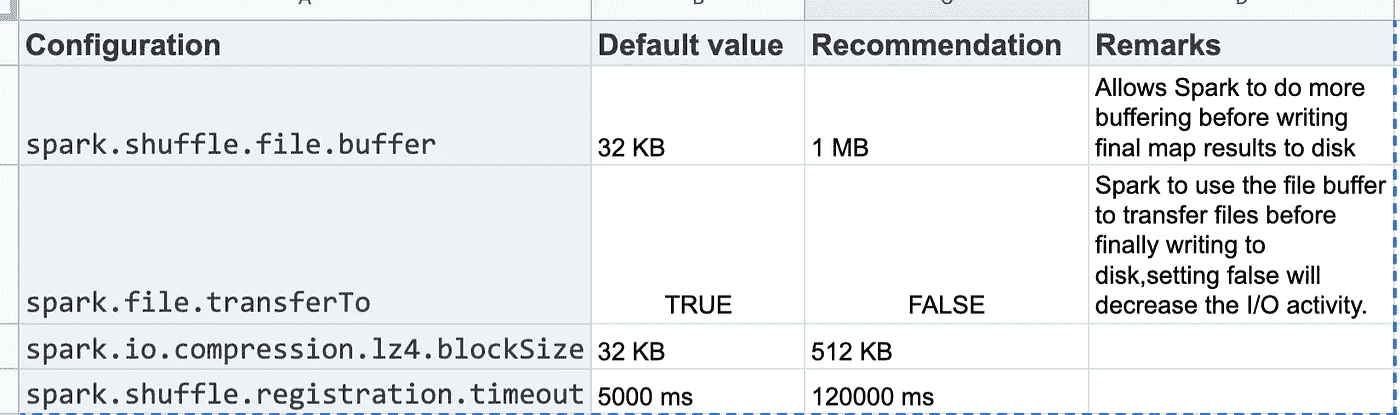 Configuration Default value Recommendation Remarks
Allows Spark to do more
buffering before writing
spark.shuffle.file.buffer 32 KB 1 MB final map results to disk
Spark to use the file buffer
to transfer files before
finally writing to
disk,setting false will
spark.file.transferTo TRUE FALSE decrease the I/O activity.
spark.io.compression.lz4.blockSize 32 KB 512 KB
spark.shuffle.registration.timeout 5000 ms 120000 ms